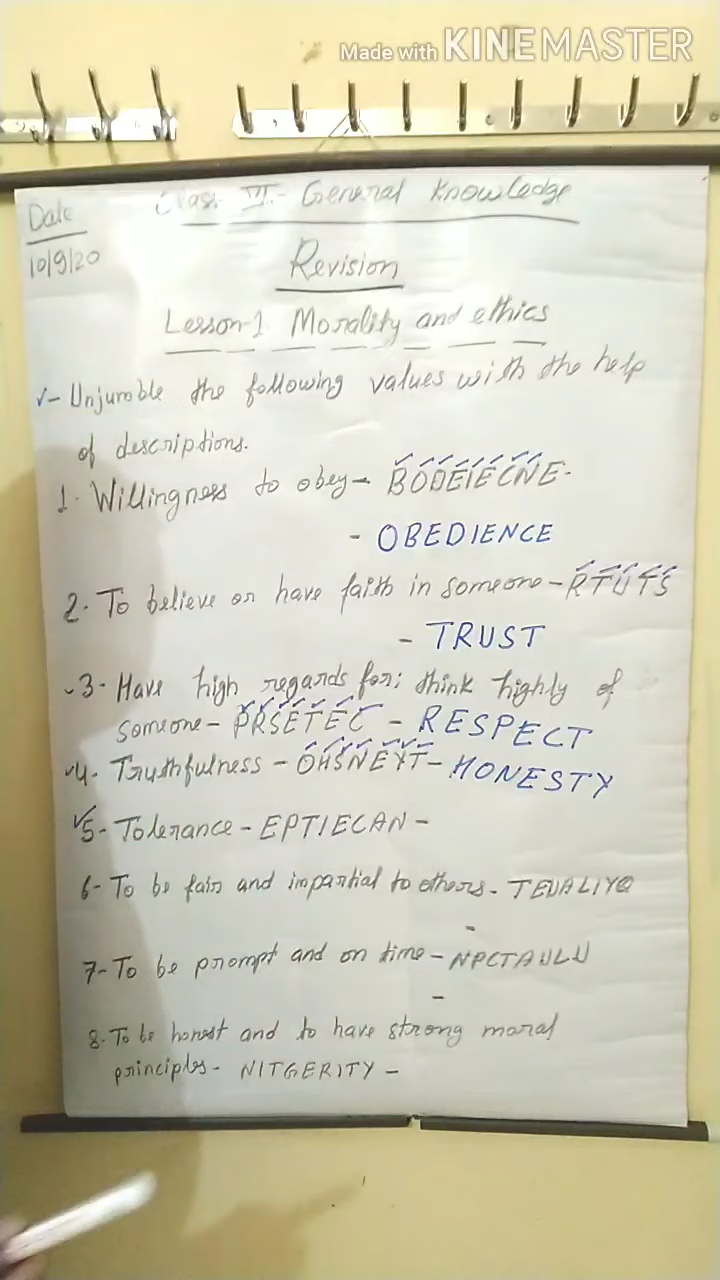 Made with KINEMASTER
Class VI - General Knowledge
Date
10/9/20
Revision
Lesson-1. Morality and ethics
- Unjumble the following values with the help
of descriptions.
1. Willingness to obey - BODEIECNE -
- OBEDIENCE
2. To believe or have faith in someone - RTUTS
- TRUST
3. Have high regards for; think highly of
someone - PRSETEC - RESPECT
4. Truthfulness - OHSNEYT - HONESTY
5- Tolerance - EPTIECAN -
6- To be fair and impartial to others - TEUALIYQ
-
7- To be prompt and on time - NPCTAULU
-
8. To be honest and to have strong moral
principles - NITGERITY -